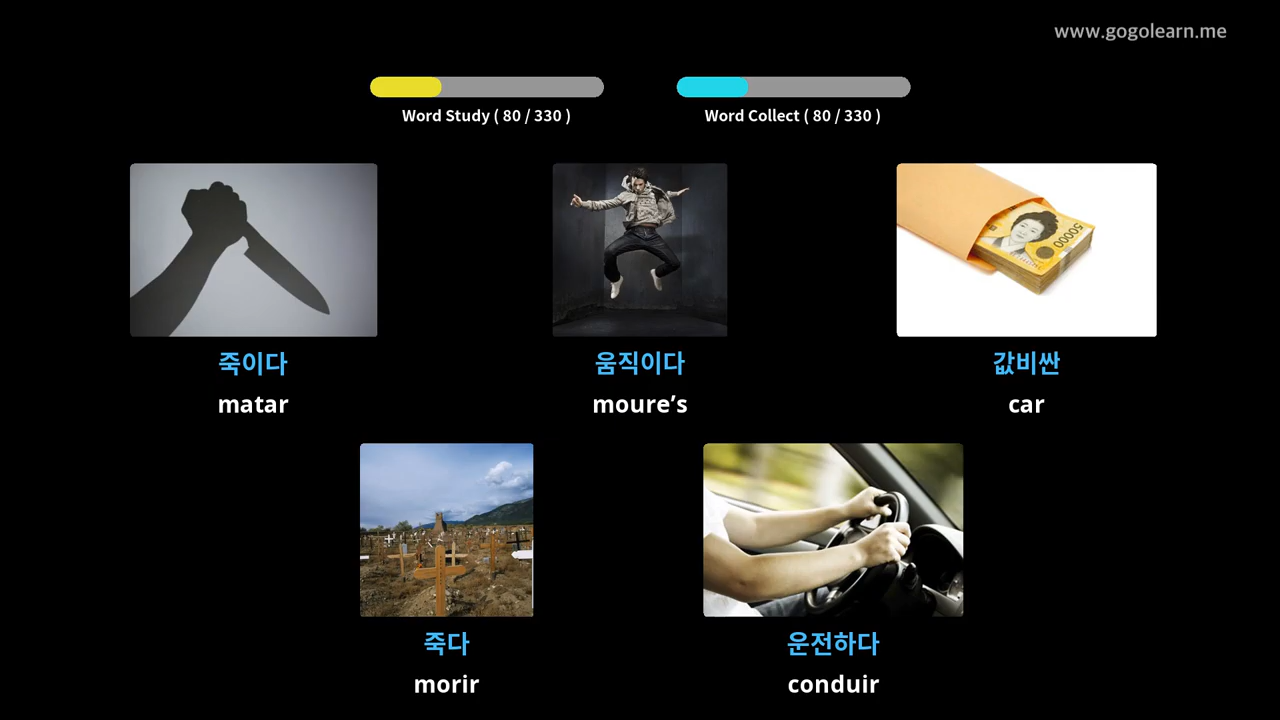 www.gogolearn.me
Word Study ( 80 / 330 )
Word Collect ( 80 / 330 )
50000
죽이다
matar
움직이다
moure’s
값비싼
car
죽다
morir
운전하다
conduir